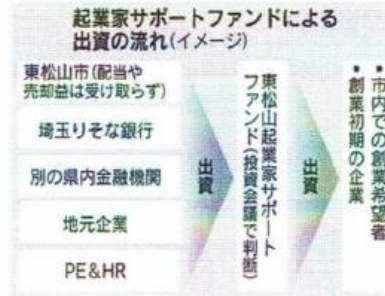 起業家サポートファンドによる
出資の流れ(イメージ)
東松山市(配当や
売却益は受け取らず)
埼玉りそな銀行
別の県内金融機関
地元企業
PE&HR
出資
東松山起業家サポート
ファンド(投資会議で判断)
出資
・市内での創業希望者
・創業初期の企業